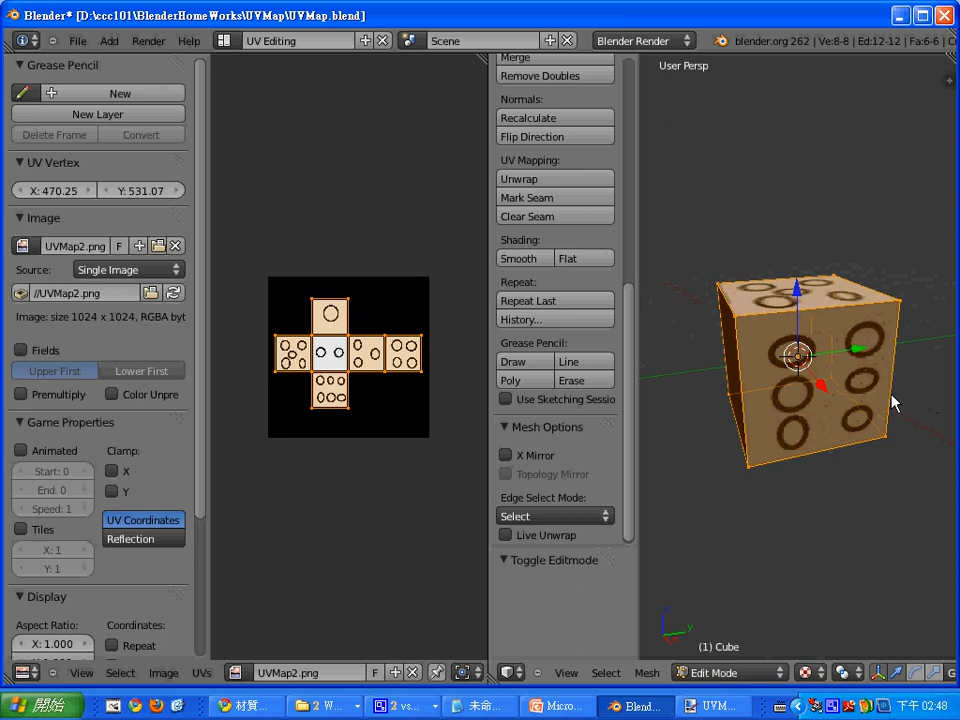 Blender* [D:\ccc101\BlenderHomeWorks\UVMap\UVMap.blend]
File Add Render Help UV Editing Scene Blender Render blender.org 262 | Ve:8-8 | Ed:12-12 | Fa:6-6 |
Grease Pencil
New
New Layer
Delete Frame Convert
UV Vertex
X: 470.25 Y: 531.07
Image
UVMap2.png F
Source: Single Image
//UVMap2.png
Image: size 1024 x 1024, RGBA byt
Fields
Upper First Lower First
Premultiply Color Unpre
Game Properties
Animated Clamp:
Start: 0 X
End: 0 Y
Speed: 1
Tiles UV Coordinates
X: 1 Reflection
Y: 1
Display
Aspect Ratio: Coordinates:
X: 1.000 Repeat
View Select Image UVs UVMap2.png F
Merge
Remove Doubles
Normals:
Recalculate
Flip Direction
UV Mapping:
Unwrap
Mark Seam
Clear Seam
Shading:
Smooth Flat
Repeat:
Repeat Last
History...
Grease Pencil:
Draw Line
Poly Erase
Use Sketching Sessio
Mesh Options
X Mirror
Topology Mirror
Edge Select Mode:
Select
Live Unwrap
Toggle Editmode
User Persp
z
y
(1) Cube
View Select Mesh Edit Mode G
開始 材質... 2 W... 2 vs... 未命... Micro... Blend... UVM... 下午 02:48